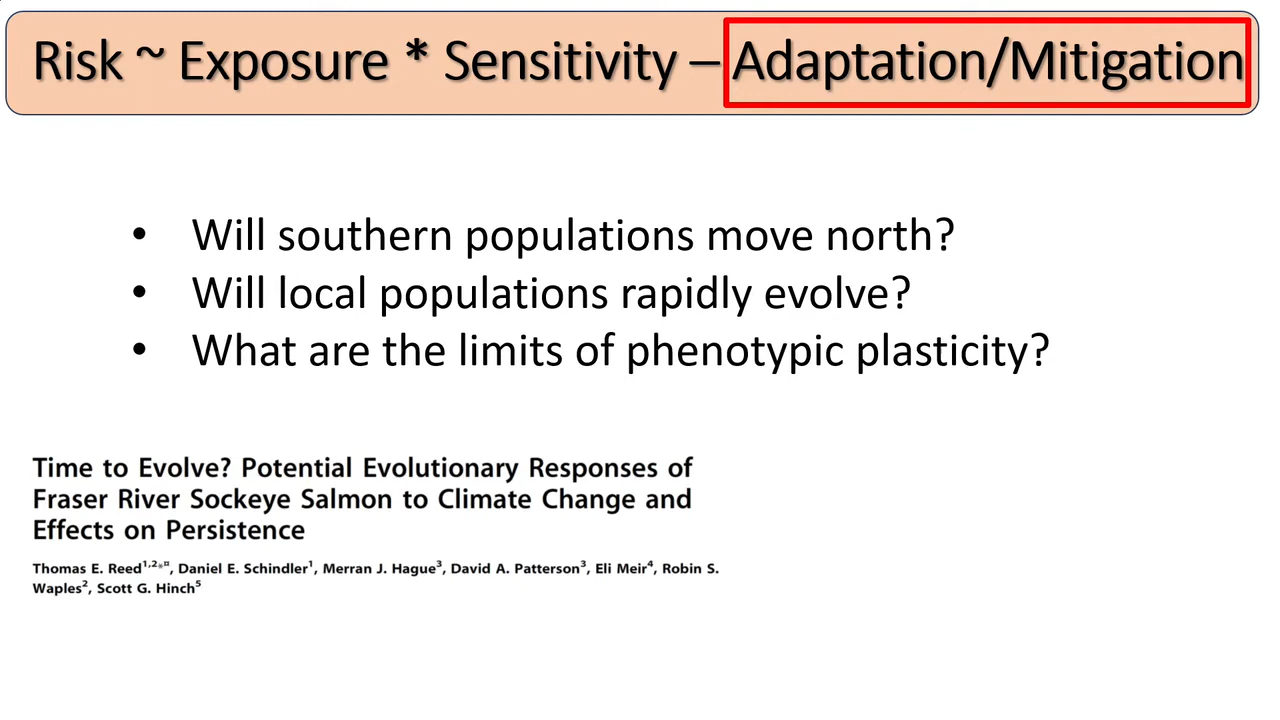 Risk ~ Exposure * Sensitivity – Adaptation/Mitigation
• Will southern populations move north?
• Will local populations rapidly evolve?
• What are the limits of phenotypic plasticity?
Time to Evolve? Potential Evolutionary Responses of
Fraser River Sockeye Salmon to Climate Change and
Effects on Persistence
Thomas E. Reed1,2*¤, Daniel E. Schindler1, Merran J. Hague3, David A. Patterson3, Eli Meir4, Robin S.
Waples2, Scott G. Hinch5